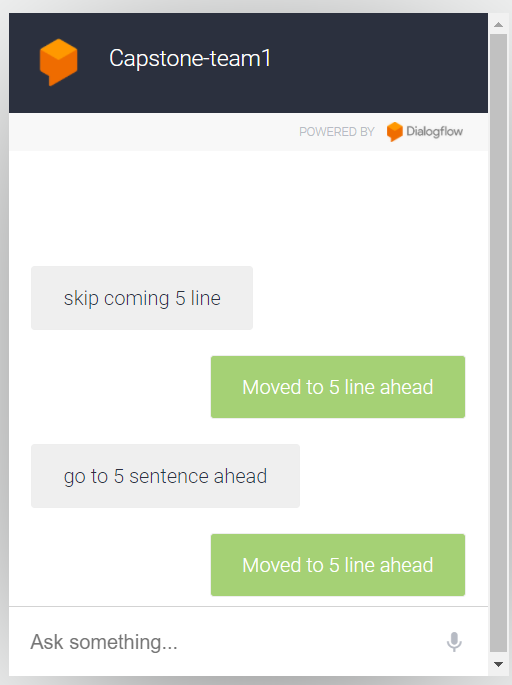 Capstone-team1
POWERED BY Dialogflow
skip coming 5 line
Moved to 5 line ahead
go to 5 sentence ahead
Moved to 5 line ahead
Ask something...